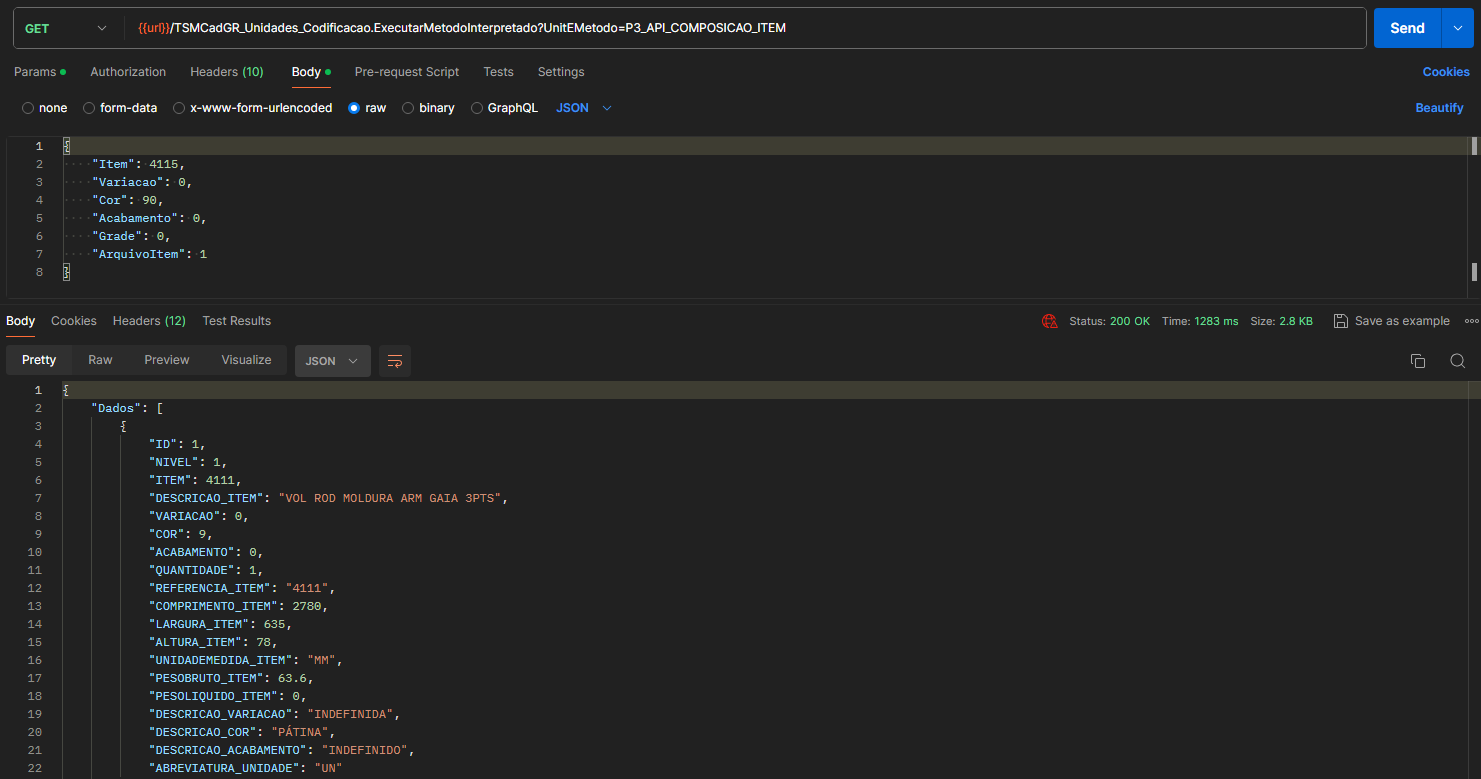 GET {{url}}/TSMCadGR_Unidades_Codificacao.ExecutarMetodoInterpretado?UnitEMetodo=P3_API_COMPOSICAO_ITEM Send
Params Authorization Headers (10) Body Pre-request Script Tests Settings Cookies
none form-data x-www-form-urlencoded raw binary GraphQL JSON Beautify
1 {
2 "Item": 4115,
3 "Variacao": 0,
4 "Cor": 90,
5 "Acabamento": 0,
6 "Grade": 0,
7 "ArquivoItem": 1
8 }
Body Cookies Headers (12) Test Results Status: 200 OK Time: 1283 ms Size: 2.8 KB Save as example
Pretty Raw Preview Visualize JSON
1 {
2 "Dados": [
3 {
4 "ID": 1,
5 "NIVEL": 1,
6 "ITEM": 4111,
7 "DESCRICAO_ITEM": "VOL ROD MOLDURA ARM GAIA 3PTS",
8 "VARIACAO": 0,
9 "COR": 9,
10 "ACABAMENTO": 0,
11 "QUANTIDADE": 1,
12 "REFERENCIA_ITEM": "4111",
13 "COMPRIMENTO_ITEM": 2780,
14 "LARGURA_ITEM": 635,
15 "ALTURA_ITEM": 78,
16 "UNIDADEMEDIDA_ITEM": "MM",
17 "PESOBRUTO_ITEM": 63.6,
18 "PESOLIQUIDO_ITEM": 0,
19 "DESCRICAO_VARIACAO": "INDEFINIDA",
20 "DESCRICAO_COR": "PÁTINA",
21 "DESCRICAO_ACABAMENTO": "INDEFINIDO",
22 "ABREVIATURA_UNIDADE": "UN"